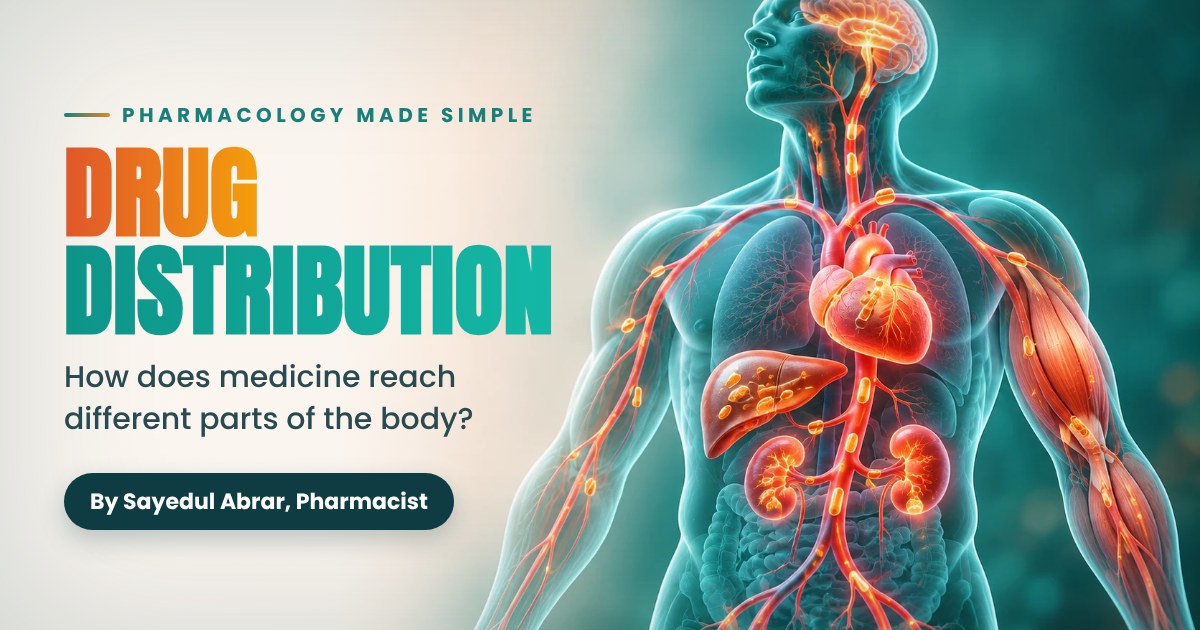 PHARMACOLOGY MADE SIMPLE
DRUG
DISTRIBUTION
How does medicine reach
different parts of the body?
By Sayedul Abrar, Pharmacist